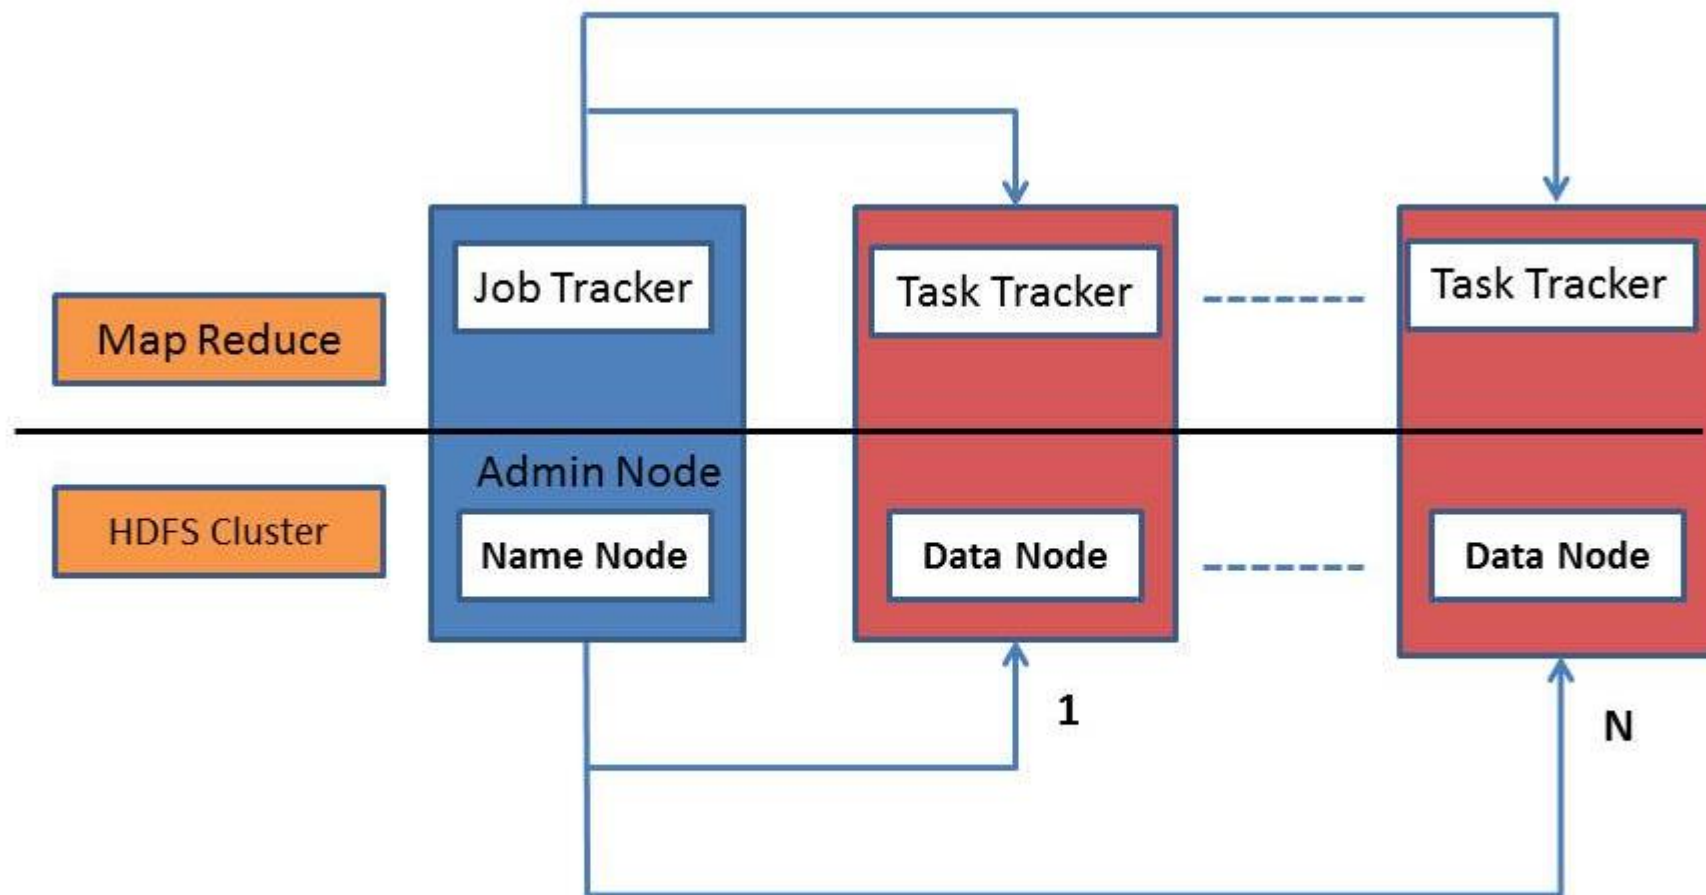 Job Tracker
Task Tracker
Task Tracker
Map Reduce
Admin Node
HDFS Cluster
Name Node
Data Node
Data Node
1
N